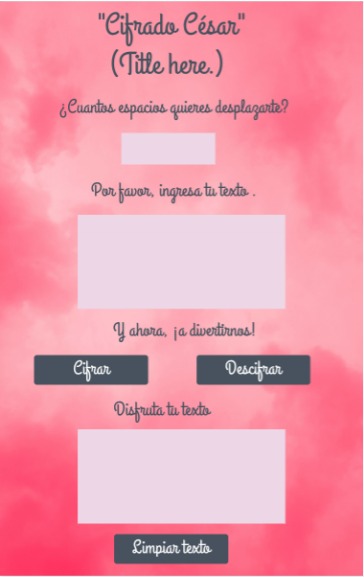 "Cifrado César"
(Title here.)
¿Cuantos espacios quieres desplazarte?
Por favor, ingresa tu texto .
Y ahora, ¡a divertirnos!
Cifrar
Descifrar
Disfruta tu texto
Limpiar texto